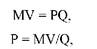 MV = PQ,
P = MV/Q,